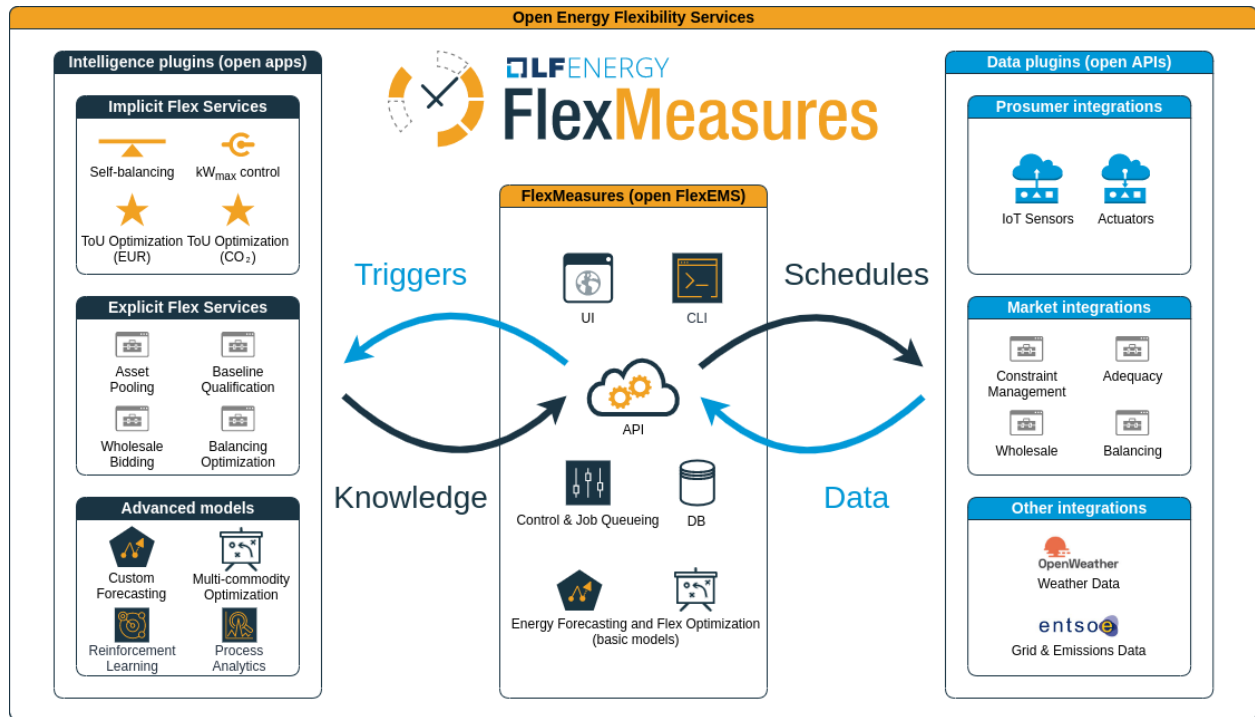 Open Energy Flexibility Services
Intelligence plugins (open apps)
Implicit Flex Services
Self-balancing
kWmax control
ToU Optimization
(EUR)
ToU Optimization
(CO₂)
Explicit Flex Services
Asset
Pooling
Baseline
Qualification
Wholesale
Bidding
Balancing
Optimization
Advanced models
Custom
Forecasting
Multi-commodity
Optimization
Reinforcement
Learning
Process
Analytics
LFENERGY
FlexMeasures
Triggers
Knowledge
FlexMeasures (open FlexEMS)
UI
CLI
API
Control & Job Queueing
DB
Energy Forecasting and Flex Optimization
(basic models)
Schedules
Data
Data plugins (open APIs)
Prosumer integrations
IoT Sensors
Actuators
Market integrations
Constraint
Management
Adequacy
Wholesale
Balancing
Other integrations
OpenWeather
Weather Data
entsoe
Grid & Emissions Data